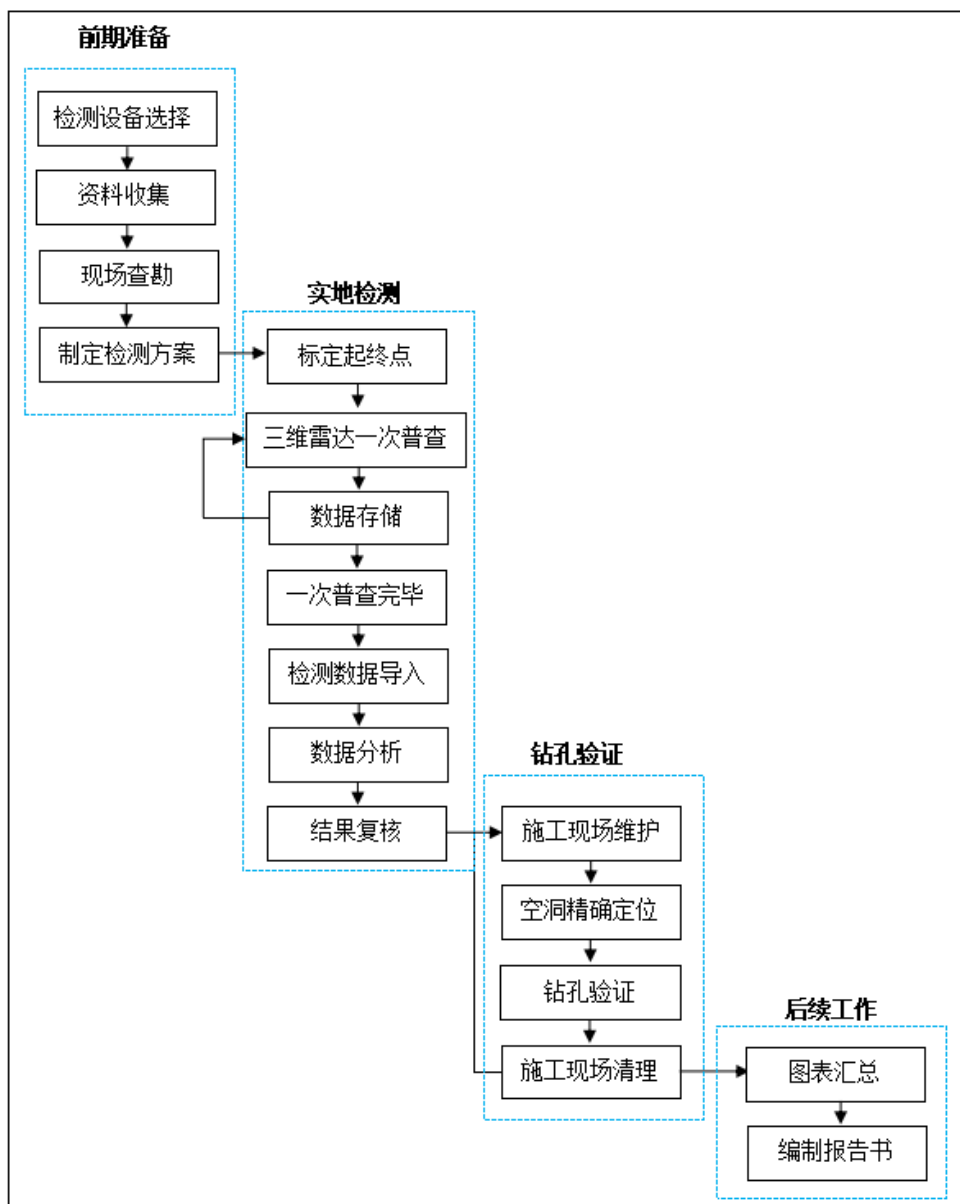 前期准备
检测设备选择
资料收集
现场查勘
制定检测方案
实地检测
标定起终点
三维雷达一次普查
数据存储
一次普查完毕
检测数据导入
数据分析
结果复核
钻孔验证
施工现场维护
空洞精确定位
钻孔验证
施工现场清理
后续工作
图表汇总
编制报告书